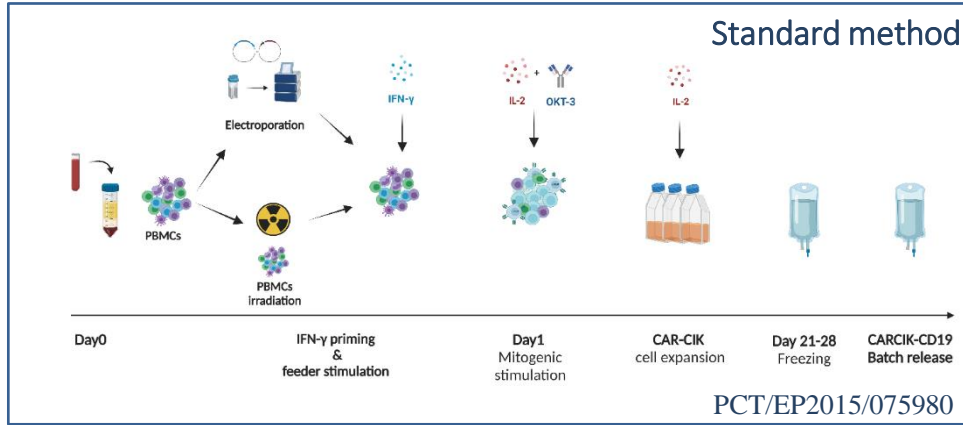 Standard method
IFN-γ
IL-2
+
OKT-3
IL-2
Electroporation
PBMCs
PBMCs
irradiation
Day0
IFN-γ priming
&
feeder stimulation
Day1
Mitogenic
stimulation
CAR-CIK
cell expansion
Day 21-28
Freezing
CARCIK-CD19
Batch release
PCT/EP2015/075980